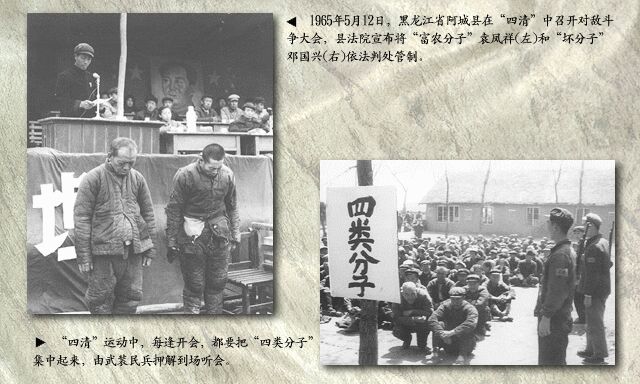 ◀ 1965年5月12日，黑龙江省阿城县在“四清”中召开对敌斗
争大会，县法院宣布将“富农分子”袁凤祥(左)和“坏分子”
邓国兴(右)依法判处管制。
四类分子
▶ “四清”运动中，每逢开会，都要把“四类分子”
集中起来，由武装民兵押解到场听会。